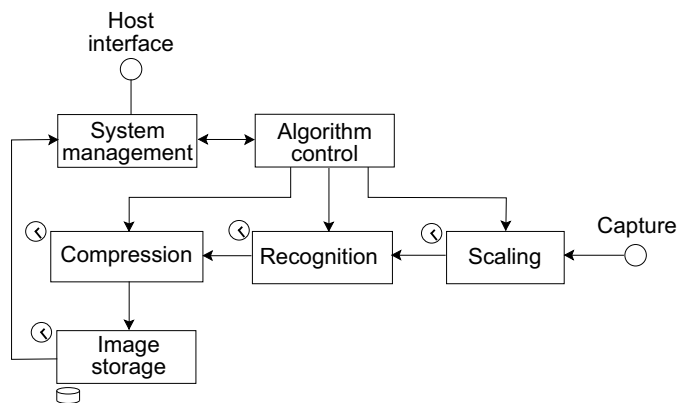 Host
interface
System
management
Algorithm
control
Capture
Compression
Recognition
Scaling
Image
storage